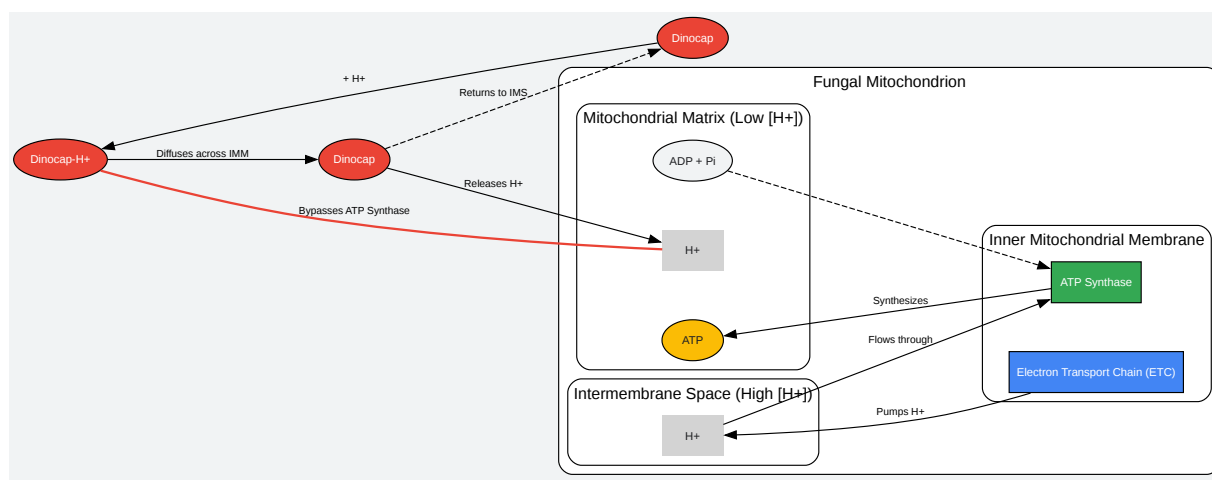 Dinocap
Fungal Mitochondrion
+ H+
Returns to IMS
Mitochondrial Matrix (Low [H+])
Dinocap-H+
Diffuses across IMM
Dinocap
ADP + Pi
Releases H+
Bypasses ATP Synthase
H+
Inner Mitochondrial Membrane
ATP Synthase
Synthesizes
ATP
Flows through
Electron Transport Chain (ETC)
Intermembrane Space (High [H+])
Pumps H+
H+